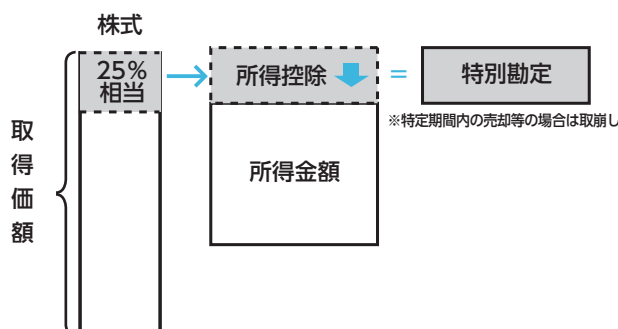 株式
25%
相当
所得控除
=
特別勘定
※特定期間内の売却等の場合は取崩し
所得金額
取得価額